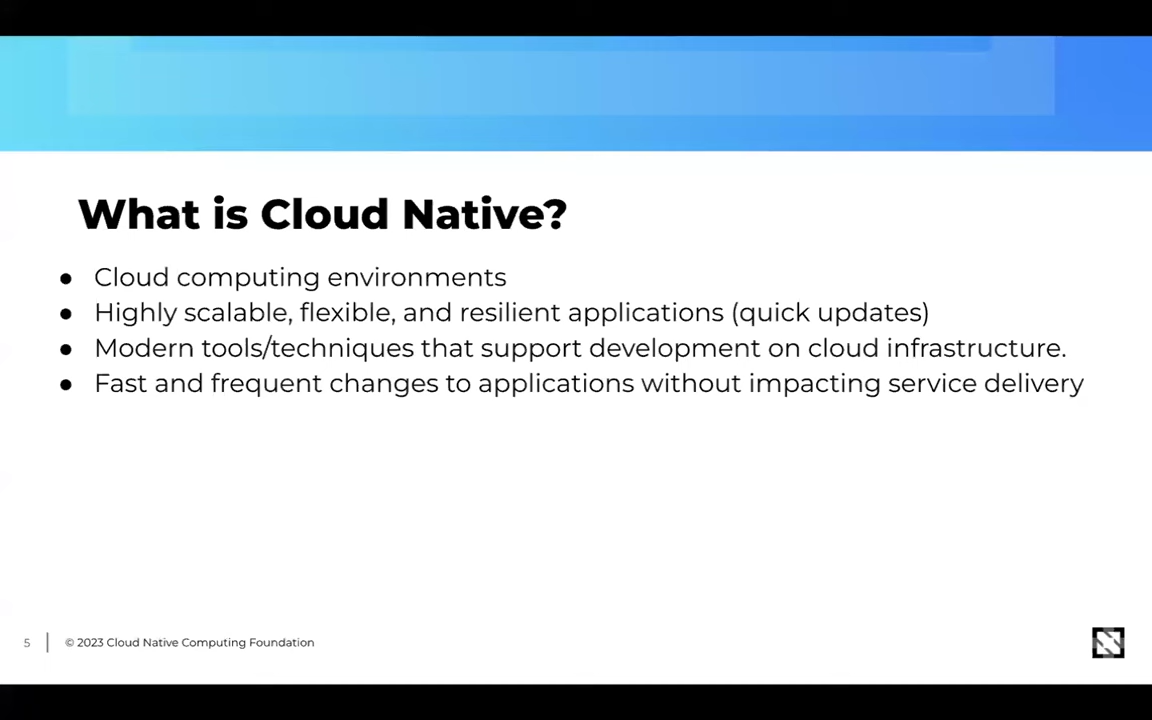 What is Cloud Native?
● Cloud computing environments
● Highly scalable, flexible, and resilient applications (quick updates)
● Modern tools/techniques that support development on cloud infrastructure.
● Fast and frequent changes to applications without impacting service delivery
5 | © 2023 Cloud Native Computing Foundation